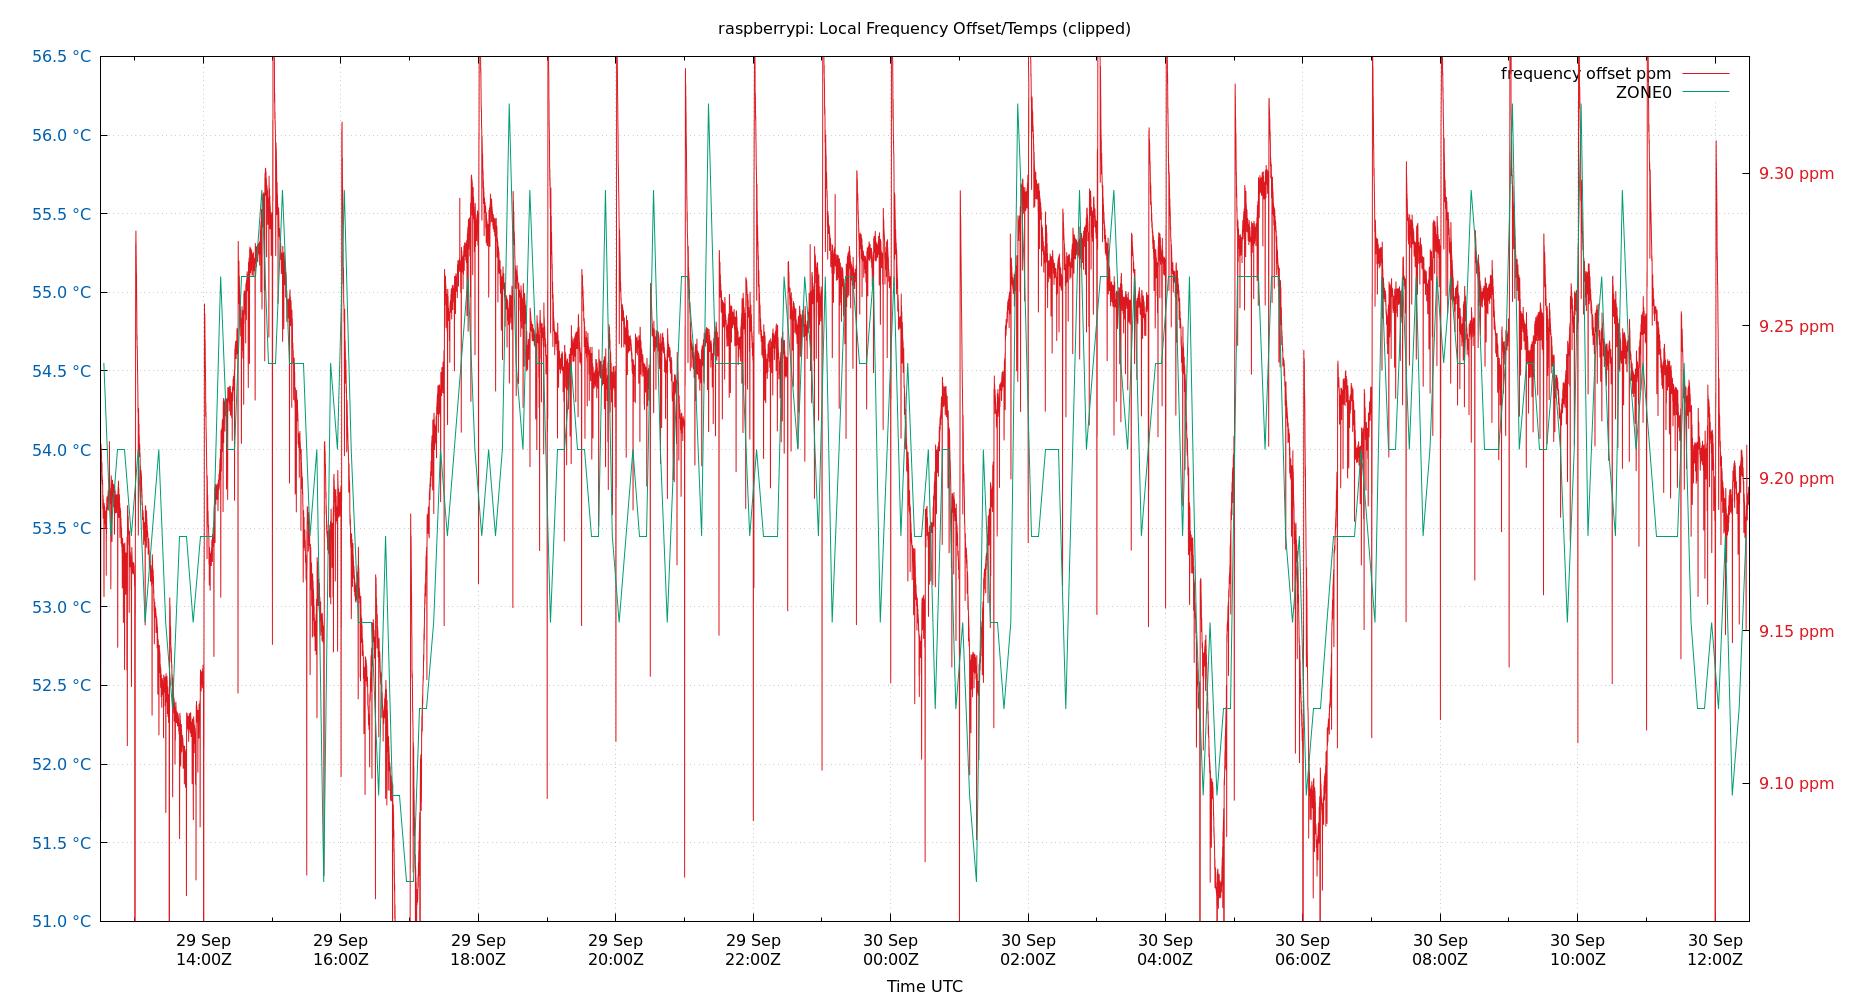 raspberrypi: Local Frequency Offset/Temps (clipped)
frequency offset ppm
ZONE0
56.5 °C
56.0 °C
55.5 °C
55.0 °C
54.5 °C
54.0 °C
53.5 °C
53.0 °C
52.5 °C
52.0 °C
51.5 °C
51.0 °C
9.30 ppm
9.25 ppm
9.20 ppm
9.15 ppm
9.10 ppm
29 Sep 29 Sep 29 Sep 29 Sep 29 Sep 30 Sep 30 Sep 30 Sep 30 Sep 30 Sep 30 Sep 30 Sep
14:00Z 16:00Z 18:00Z 20:00Z 22:00Z 00:00Z 02:00Z 04:00Z 06:00Z 08:00Z 10:00Z 12:00Z
Time UTC